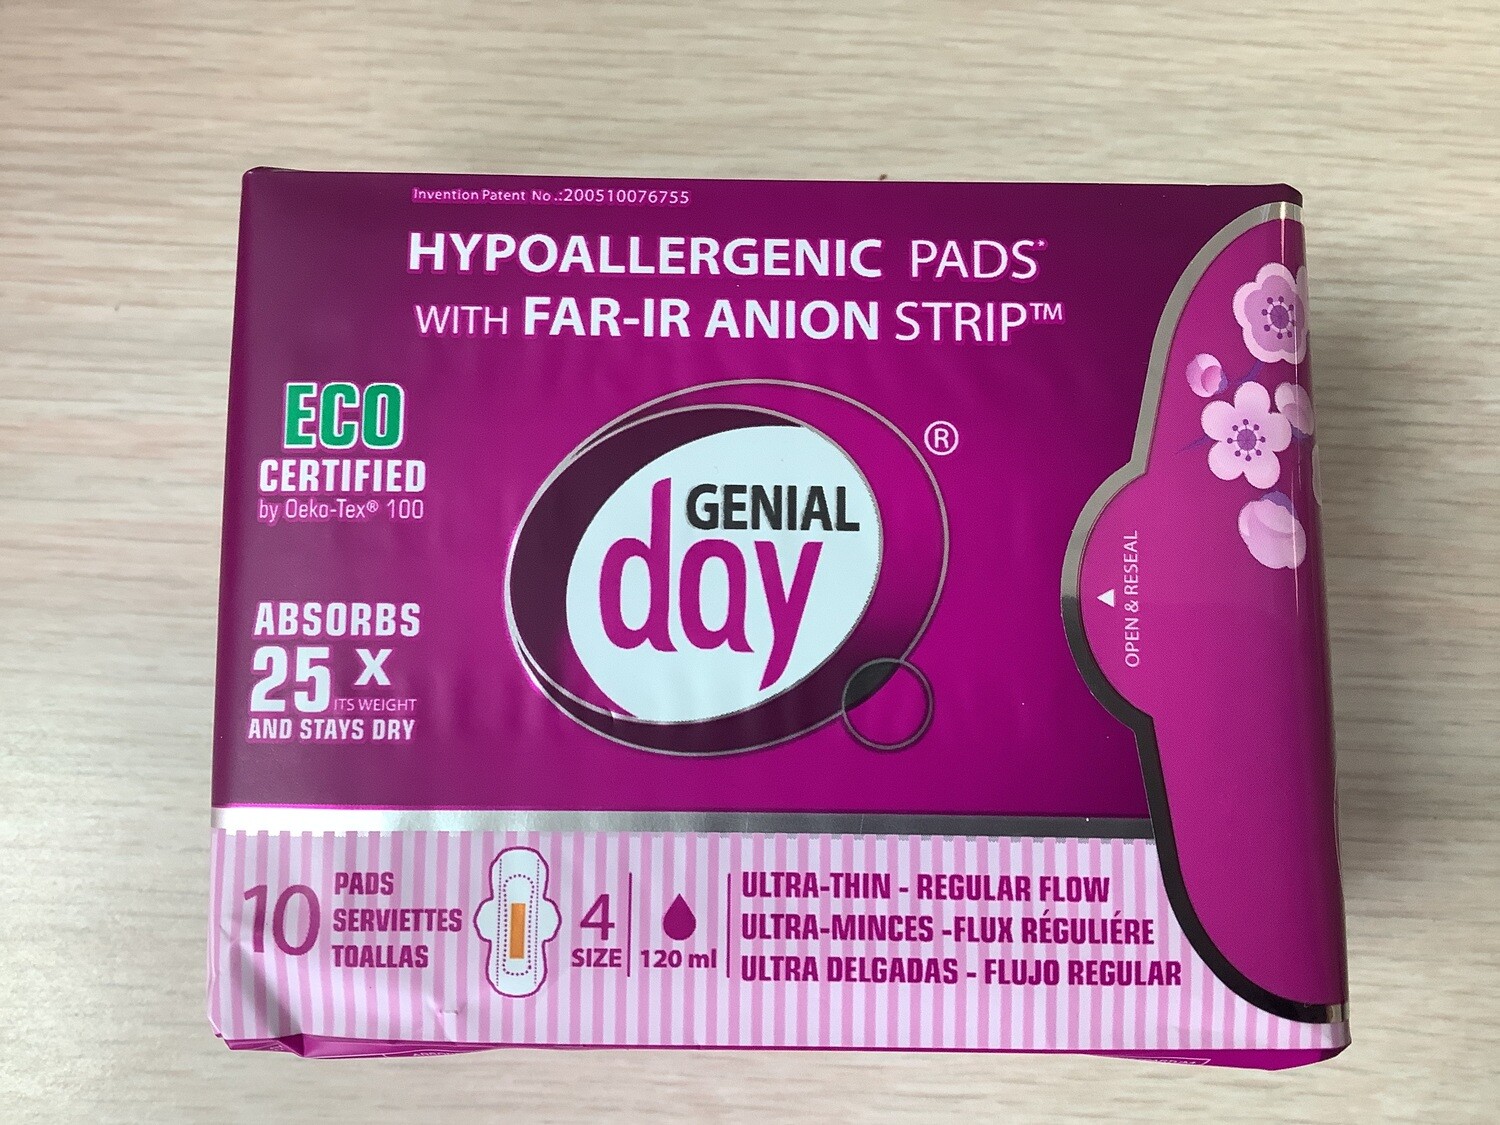 Invention Patent No.:200510076755
HYPOALLERGENIC PADS*
WITH FAR-IR ANION STRIP™
ECO
CERTIFIED
by Oeko-Tex® 100
ABSORBS
25 X
ITS WEIGHT
AND STAYS DRY
GENIAL
day
®
OPEN & RESEAL
10
PADS
SERVIETTES
TOALLAS
4
SIZE
120 ml
ULTRA-THIN - REGULAR FLOW
ULTRA-MINCES -FLUX RÉGULIÉRE
ULTRA DELGADAS - FLUJO REGULAR